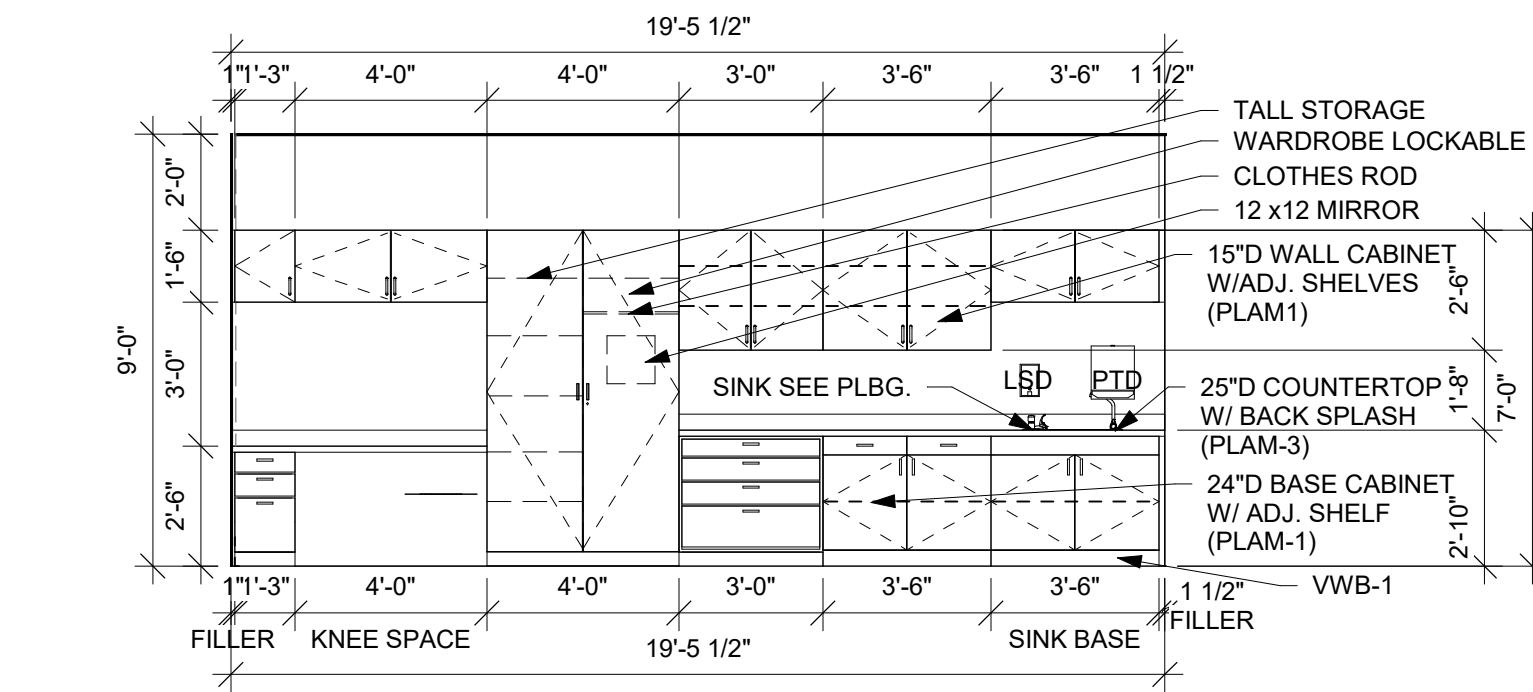 19'-5 1/2"
1" 1'-3" 4'-0" 4'-0" 3'-0" 3'-6" 3'-6" 1 1/2"
TALL STORAGE
WARDROBE LOCKABLE
CLOTHES ROD
12 x12 MIRROR
9'-0"
2'-0"
1'-6"
3'-0"
2'-6"
15"D WALL CABINET
W/ADJ. SHELVES
(PLAM1)
2'-6"
1'-8"
2'-10"
7'-0"
SINK SEE PLBG.
LSD
PTD
25"D COUNTERTOP
W/ BACK SPLASH
(PLAM-3)
24"D BASE CABINET
W/ ADJ. SHELF
(PLAM-1)
VWB-1
1" 1'-3" 4'-0" 4'-0" 3'-0" 3'-6" 3'-6" 1 1/2"
FILLER KNEE SPACE SINK BASE FILLER
19'-5 1/2"